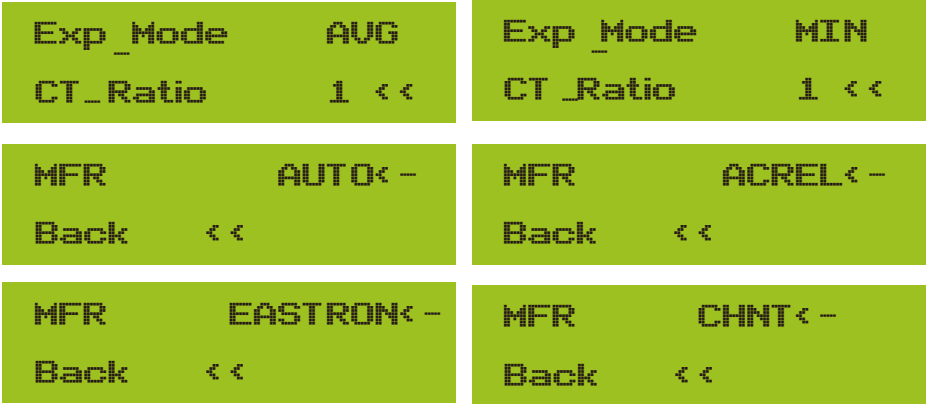 Exp_Mode AVG
CT_Ratio 1 <<
Exp_Mode MIN
CT_Ratio 1 <<
MFR AUTO<-
Back <<
MFR ACREL<-
Back <<
MFR EASTRON<-
Back <<
MFR CHNT<-
Back <<